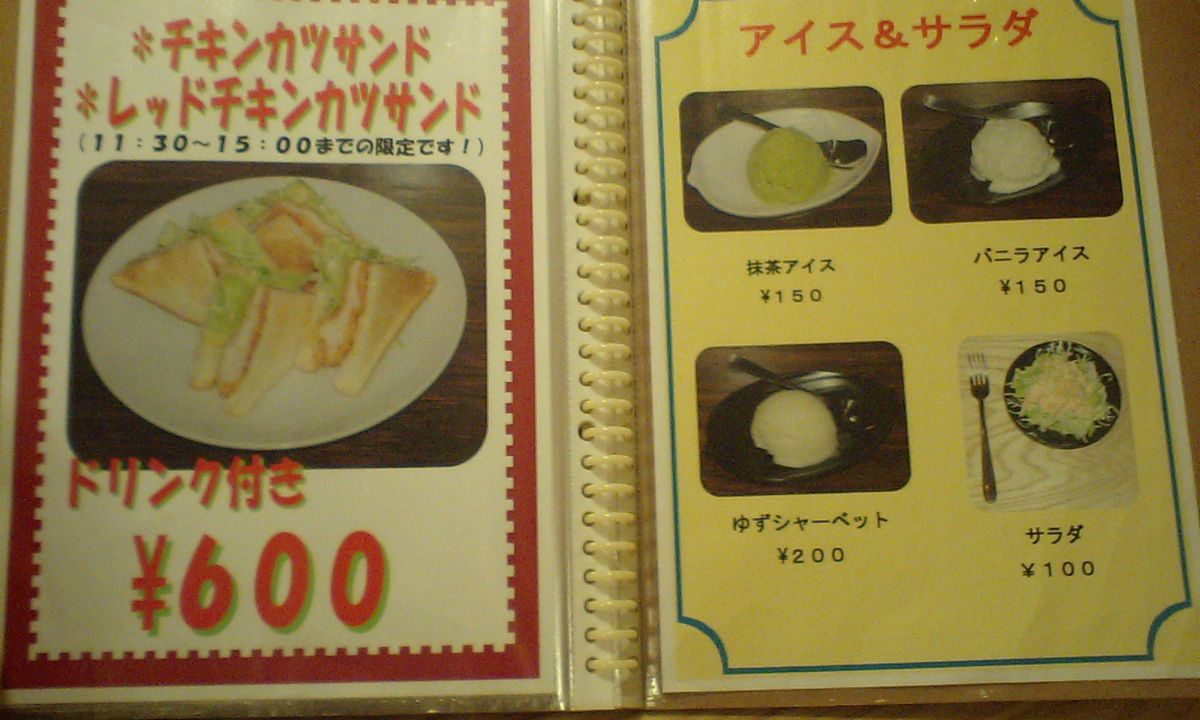 *チキンカツサンド
*レッドチキンカツサンド
(11:30~15:00までの限定です!)
ドリンク付き
¥600
アイス&サラダ
抹茶アイス
¥150
バニラアイス
¥150
ゆずシャーベット
¥200
サラダ
¥100